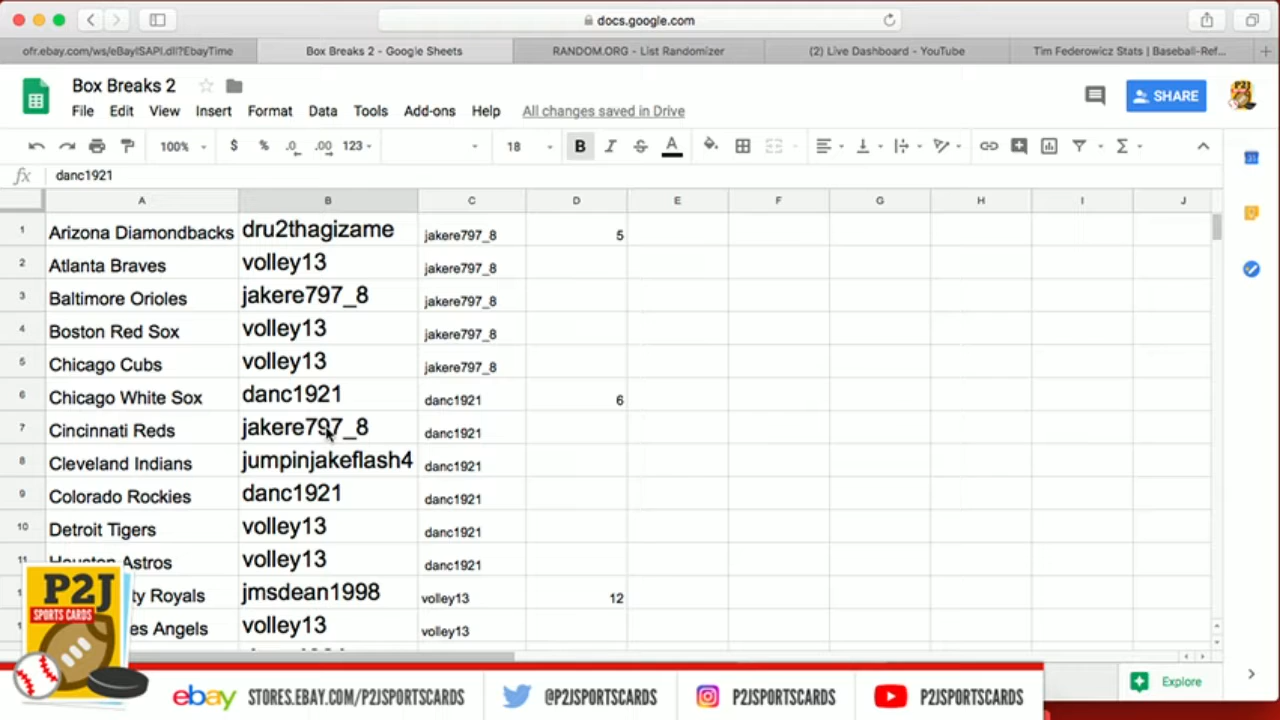 docs.google.com
ofr.ebay.com/ws/eBayISAPI.dll?EbayTime
Box Breaks 2 - Google Sheets
RANDOM.ORG - List Randomizer
(2) Live Dashboard - YouTube
Tim Federowicz Stats | Baseball-Ref...
Box Breaks 2
File Edit View Insert Format Data Tools Add-ons Help All changes saved in Drive
SHARE
100% $ % .0 .00 123 18 B I S A
fx danc1921
A B C D E F G H I J
1 Arizona Diamondbacks dru2thagizame jakere797_8 5
2 Atlanta Braves volley13 jakere797_8
3 Baltimore Orioles jakere797_8 jakere797_8
4 Boston Red Sox volley13 jakere797_8
5 Chicago Cubs volley13 jakere797_8
6 Chicago White Sox danc1921 danc1921 6
7 Cincinnati Reds jakere797_8 danc1921
8 Cleveland Indians jumpinjakeflash4 danc1921
9 Colorado Rockies danc1921 danc1921
10 Detroit Tigers volley13 danc1921
11 Houston Astros volley13 danc1921
ty Royals jmsdean1998 volley13 12
es Angels volley13 volley13
P2J
SPORTS CARDS
Explore
ebay STORES.EBAY.COM/P2JSPORTSCARDS @P2JSPORTSCARDS P2JSPORTSCARDS P2JSPORTSCARDS